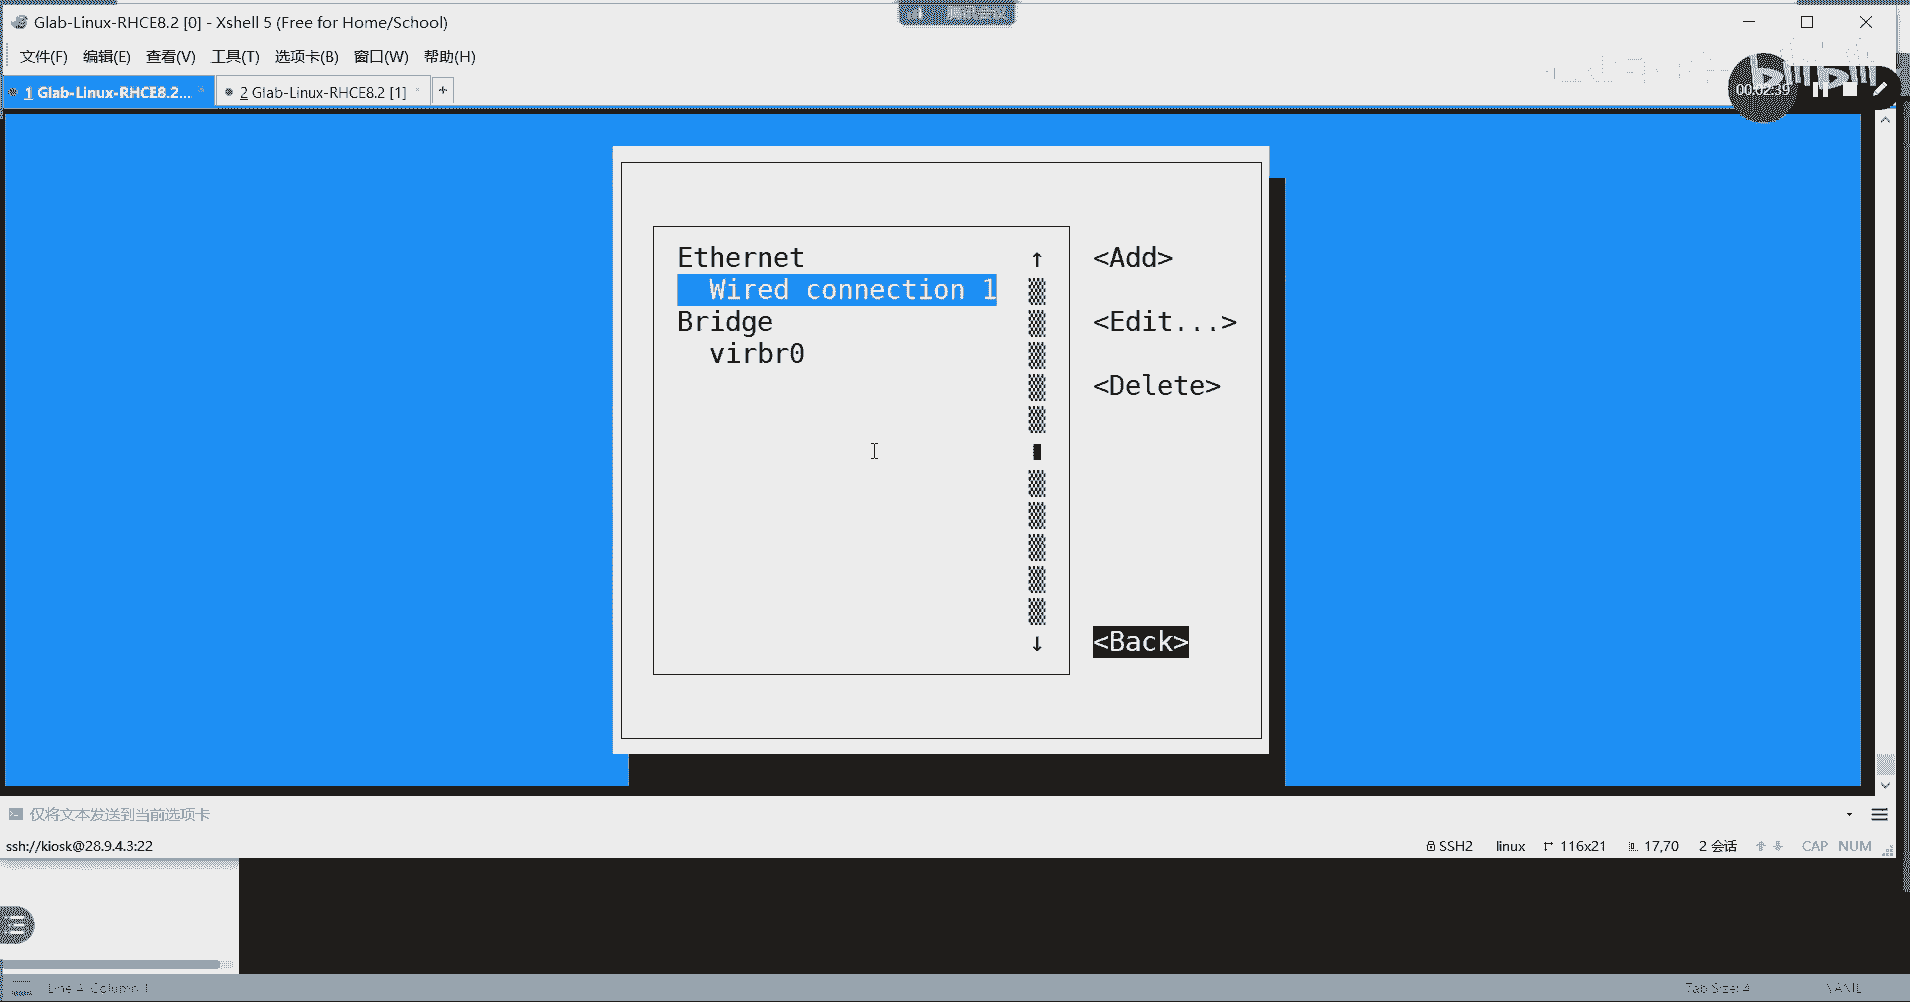 Glab-Linux-RHCE8.2 [0] - Xshell 5 (Free for Home/School)
文件(F) 编辑(E) 查看(V) 工具(T) 选项卡(B) 窗口(W) 帮助(H)
1 Glab-Linux-RHCE8.2... 2 Glab-Linux-RHCE8.2 [1] +
bilibili
00:02:39
Ethernet ↑ <Add>
Wired connection 1
Bridge <Edit...>
virbr0
<Delete>
↓ <Back>
仅将文本发送到当前选项卡
ssh://kiosk@28.9.4.3:22 SSH2 linux 116x21 17,70 2 会话 CAP NUM
Line 4, Column 1 Tab Size: 4 YAML